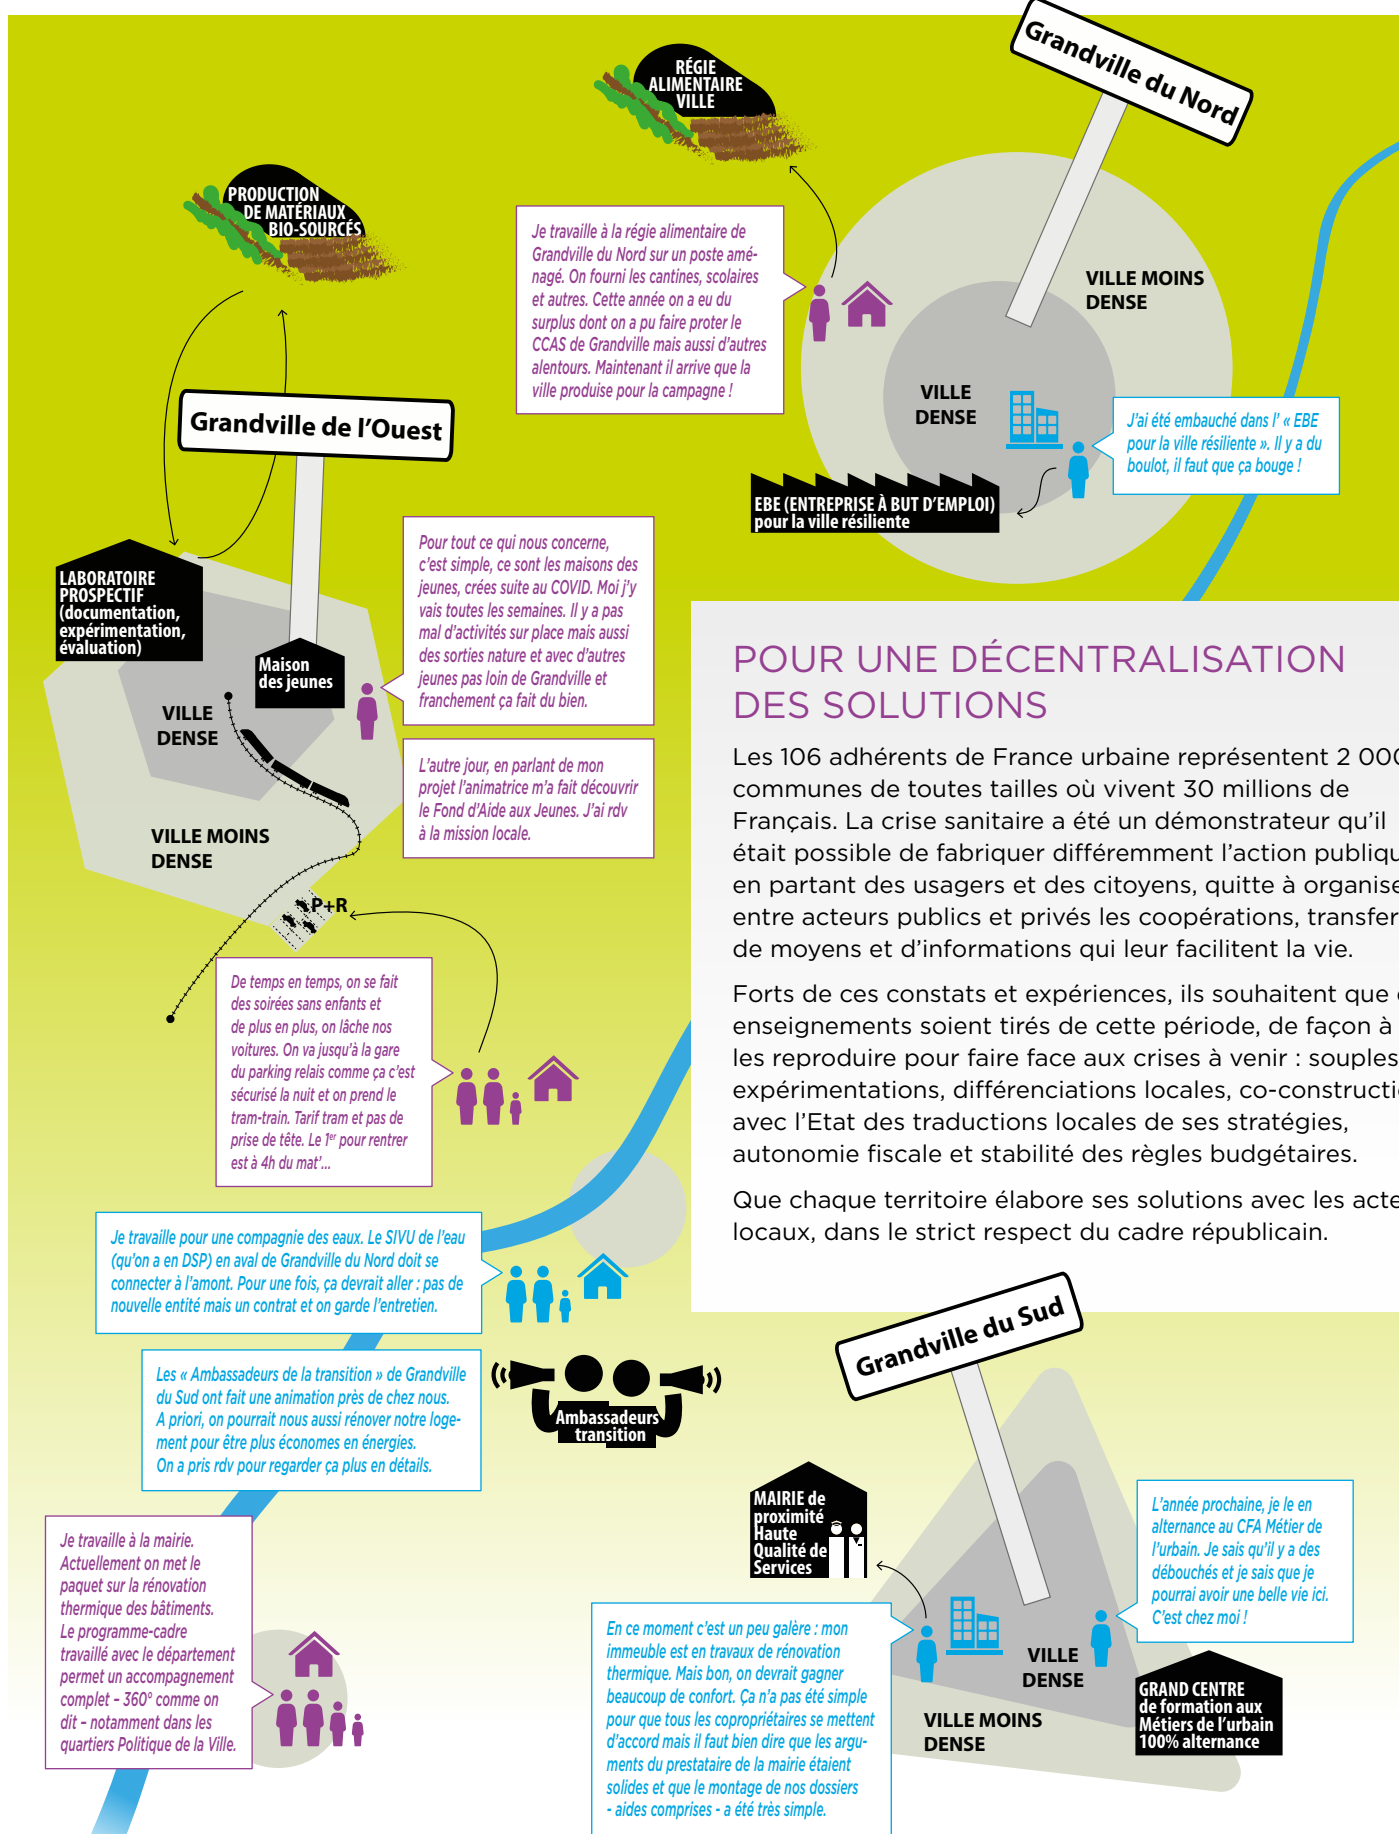 Grandville du Nord
RÉGIE
ALIMENTAIRE
VILLE
PRODUCTION
DE MATÉRIAUX
BIO-SOURCÉS
Je travaille à la régie alimentaire de
Grandville du Nord sur un poste amé-
nagé. On fourni les cantines, scolaires
et autres. Cette année on a eu du
surplus dont on a pu faire proter le
CCAS de Grandville mais aussi d'autres
alentours. Maintenant il arrive que la
ville produise pour la campagne !
VILLE MOINS
DENSE
VILLE
DENSE
J'ai été embauché dans l' « EBE
pour la ville résiliente ». Il y a du
boulot, il faut que ça bouge !
EBE (ENTREPRISE À BUT D'EMPLOI)
pour la ville résiliente
Grandville de l'Ouest
LABORATOIRE
PROSPECTIF
(documentation,
expérimentation,
évaluation)
Maison
des jeunes
Pour tout ce qui nous concerne,
c'est simple, ce sont les maisons des
jeunes, crées suite au COVID. Moi j'y
vais toutes les semaines. Il y a pas
mal d'activités sur place mais aussi
des sorties nature et avec d'autres
jeunes pas loin de Grandville et
franchement ça fait du bien.
L'autre jour, en parlant de mon
projet l'animatrice m'a fait découvrir
le Fond d'Aide aux Jeunes. J'ai rdv
à la mission locale.
VILLE
DENSE
VILLE MOINS
DENSE
P+R
De temps en temps, on se fait
des soirées sans enfants et
de plus en plus, on lâche nos
voitures. On va jusqu'à la gare
du parking relais comme ça c'est
sécurisé la nuit et on prend le
tram-train. Tarif tram et pas de
prise de tête. Le 1er pour rentrer
est à 4h du mat'...
POUR UNE DÉCENTRALISATION
DES SOLUTIONS
Les 106 adhérents de France urbaine représentent 2 000
communes de toutes tailles où vivent 30 millions de
Français. La crise sanitaire a été un démonstrateur qu'il
était possible de fabriquer différemment l'action publiqu
en partant des usagers et des citoyens, quitte à organise
entre acteurs publics et privés les coopérations, transfer
de moyens et d'informations qui leur facilitent la vie.
Forts de ces constats et expériences, ils souhaitent que
enseignements soient tirés de cette période, de façon à
les reproduire pour faire face aux crises à venir : souples
expérimentations, différenciations locales, co-constructi
avec l'Etat des traductions locales de ses stratégies,
autonomie fiscale et stabilité des règles budgétaires.
Que chaque territoire élabore ses solutions avec les acte
locaux, dans le strict respect du cadre républicain.
Je travaille pour une compagnie des eaux. Le SIVU de l'eau
(qu'on a en DSP) en aval de Grandville du Nord doit se
connecter à l'amont. Pour une fois, ça devrait aller : pas de
nouvelle entité mais un contrat et on garde l'entretien.
Les « Ambassadeurs de la transition » de Grandville
du Sud ont fait une animation près de chez nous.
A priori, on pourrait nous aussi rénover notre loge-
ment pour être plus économes en énergies.
On a pris rdv pour regarder ça plus en détails.
Ambassadeurs
transition
Je travaille à la mairie.
Actuellement on met le
paquet sur la rénovation
thermique des bâtiments.
Le programme-cadre
travaillé avec le département
permet un accompagnement
complet - 360° comme on
dit - notamment dans les
quartiers Politique de la Ville.
Grandville du Sud
MAIRIE de
proximité
Haute
Qualité de
Services
En ce moment c'est un peu galère : mon
immeuble est en travaux de rénovation
thermique. Mais bon, on devrait gagner
beaucoup de confort. Ça n'a pas été simple
pour que tous les copropriétaires se mettent
d'accord mais il faut bien dire que les argu-
ments du prestataire de la mairie étaient
solides et que le montage de nos dossiers
- aides comprises - a été très simple.
L'année prochaine, je le en
alternance au CFA Métier de
l'urbain. Je sais qu'il y a des
débouchés et je sais que je
pourrai avoir une belle vie ici.
C'est chez moi !
VILLE
DENSE
VILLE MOINS
DENSE
GRAND CENTRE
de formation aux
Métiers de l'urbain
100% alternance